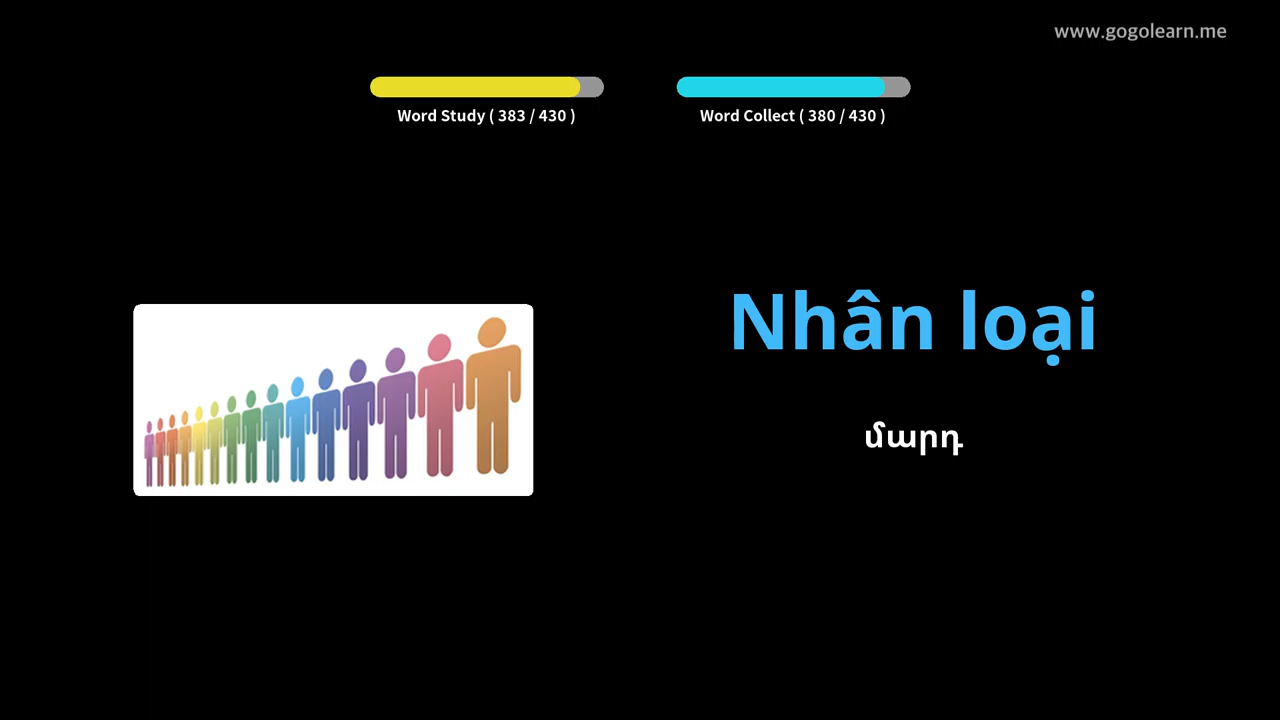 www.gogolearn.me
Word Study ( 383 / 430 )
Word Collect ( 380 / 430 )
Nhân loại
մարդ